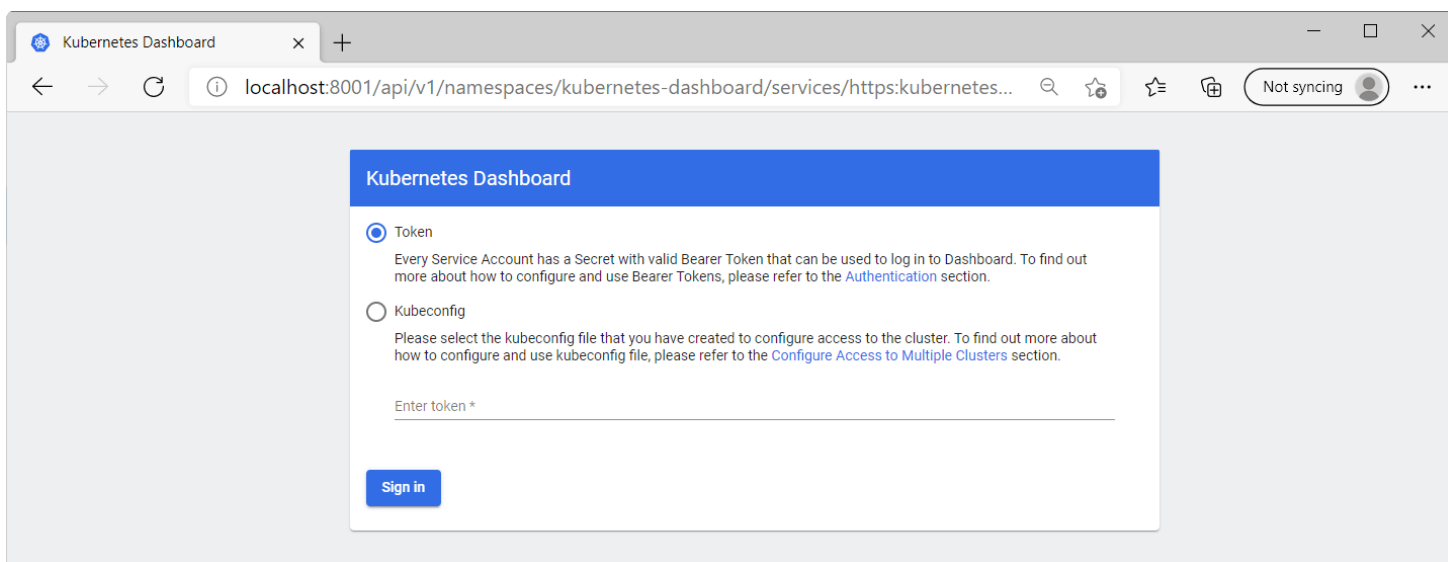 Kubernetes Dashboard
localhost:8001/api/v1/namespaces/kubernetes-dashboard/services/https:kubernetes...
Not syncing
Kubernetes Dashboard
Token
Every Service Account has a Secret with valid Bearer Token that can be used to log in to Dashboard. To find out
more about how to configure and use Bearer Tokens, please refer to the Authentication section.
Kubeconfig
Please select the kubeconfig file that you have created to configure access to the cluster. To find out more about
how to configure and use kubeconfig file, please refer to the Configure Access to Multiple Clusters section.
Enter token *
Sign in